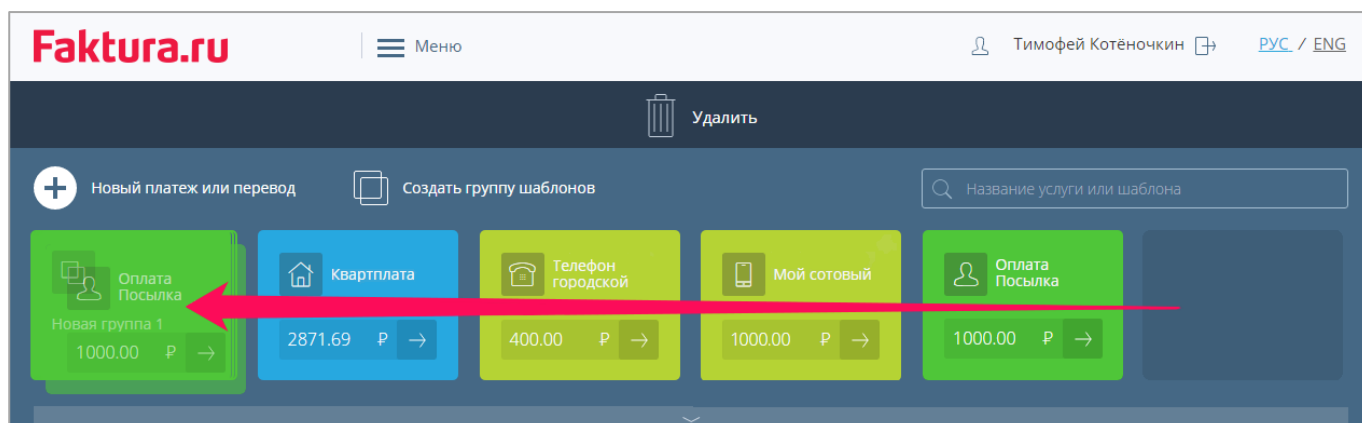 Faktura.ru
Меню
Тимофей Котёночкин
РУС / ENG
Удалить
Новый платеж или перевод
Создать группу шаблонов
Название услуги или шаблона
Оплата
Посылка
Новая группа 1
1000.00 ₽
Квартплата
2871.69 ₽
Телефон
городской
400.00 ₽
Мой сотовый
1000.00 ₽
Оплата
Посылка
1000.00 ₽